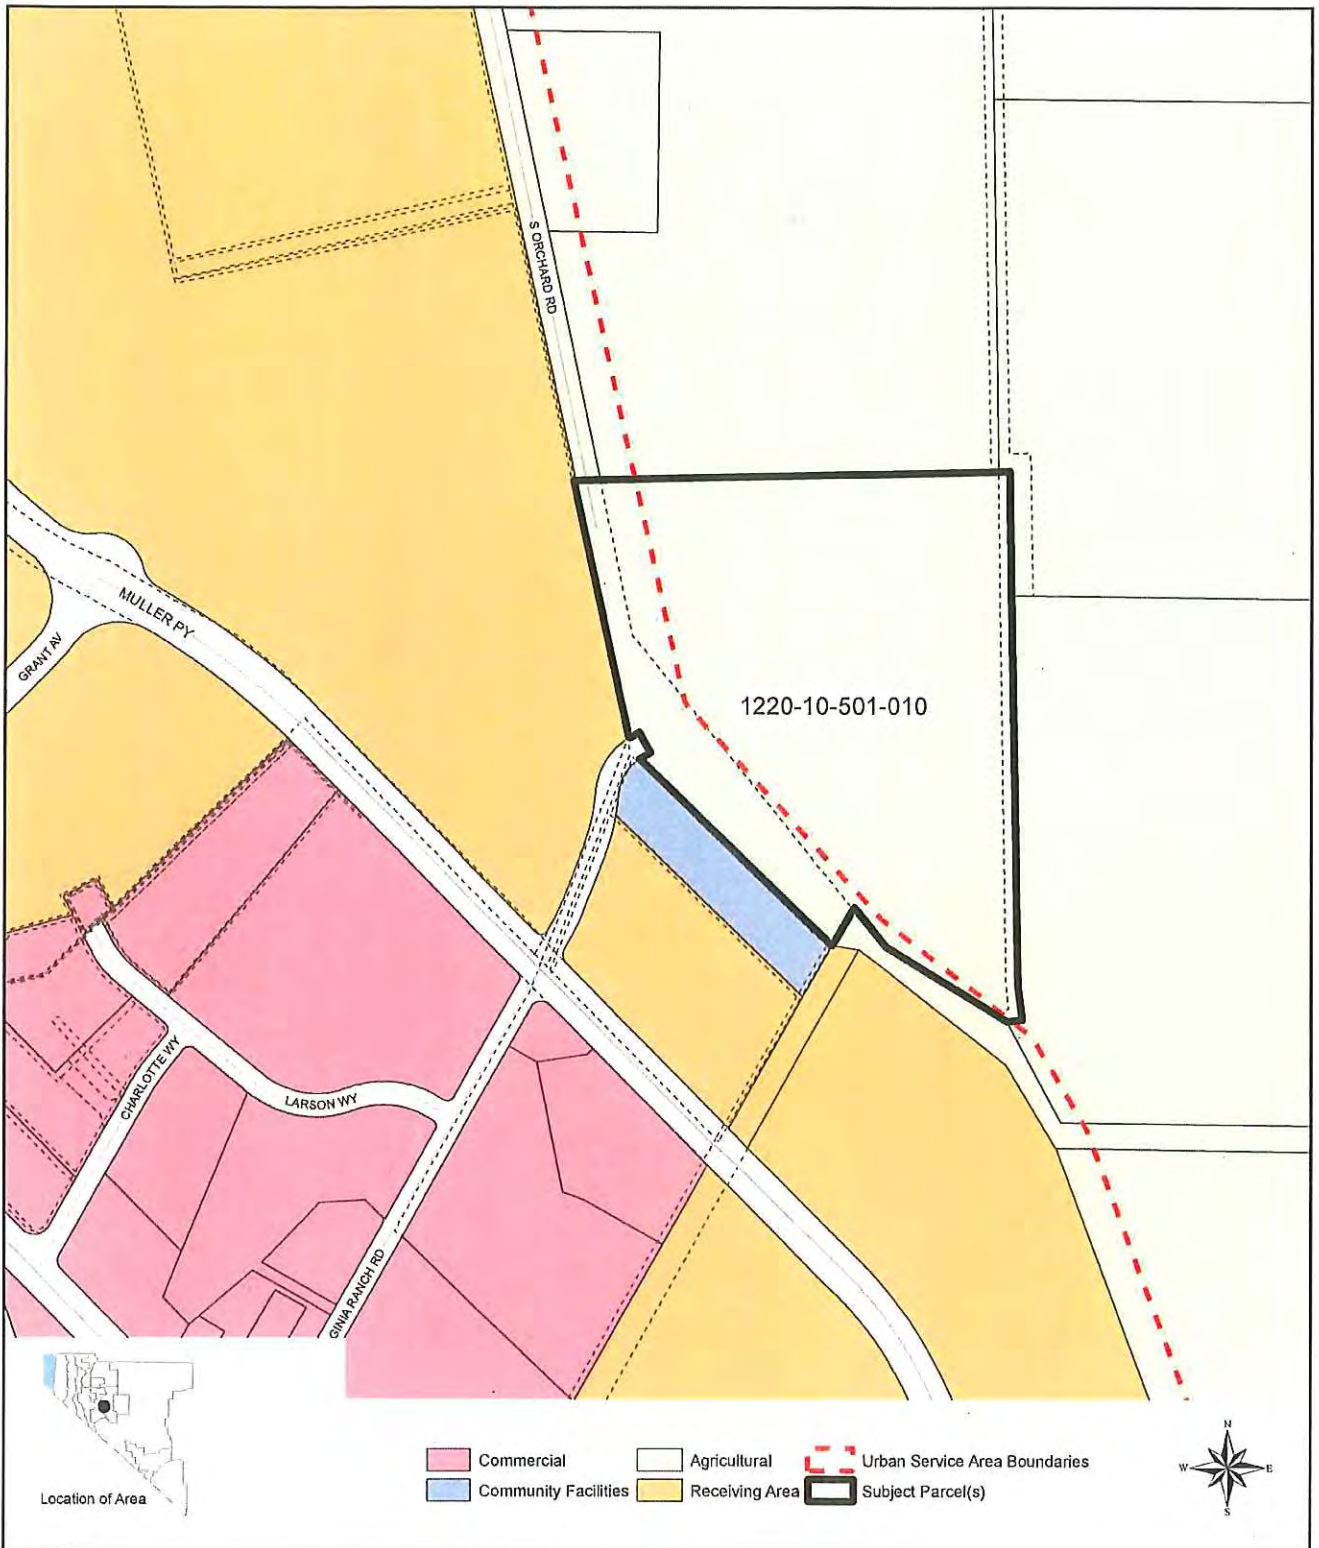 S ORCHARD RD
MULLER PY
GRANT AV
1220-10-501-010
CHARLOTTE WY
LARSON WY
GINIA RANCH RD
Location of Area
Commercial
Community Facilities
Agricultural
Receiving Area
Urban Service Area Boundaries
Subject Parcel(s)
N
W
E
S